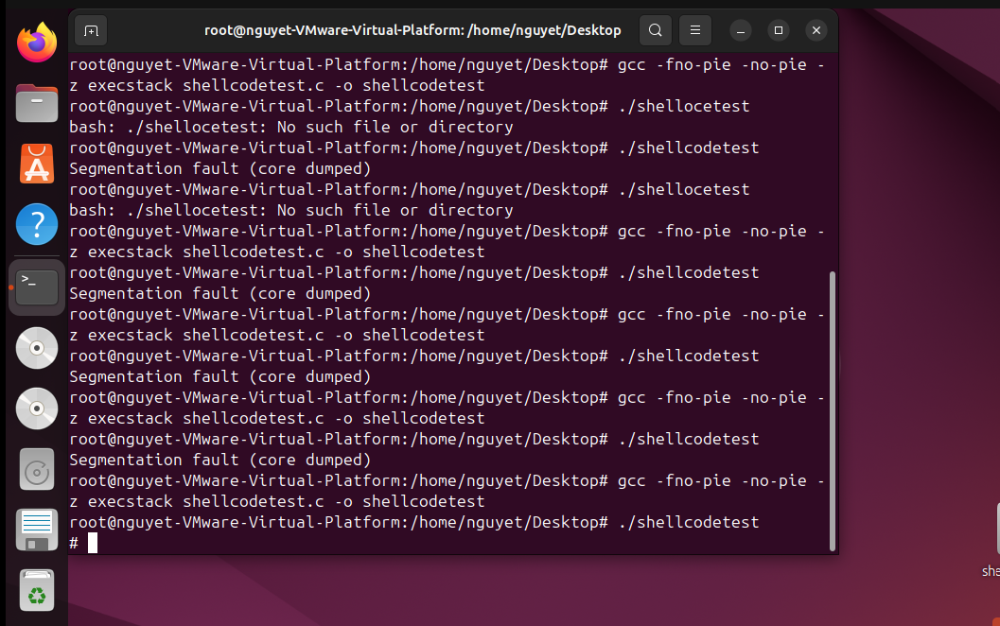 root@nguyet-VMware-Virtual-Platform: /home/nguyet/Desktop
root@nguyet-VMware-Virtual-Platform:/home/nguyet/Desktop# gcc -fno-pie -no-pie -
z execstack shellcodetest.c -o shellcodetest
root@nguyet-VMware-Virtual-Platform:/home/nguyet/Desktop# ./shellocetest
bash: ./shellocetest: No such file or directory
root@nguyet-VMware-Virtual-Platform:/home/nguyet/Desktop# ./shellcodetest
Segmentation fault (core dumped)
root@nguyet-VMware-Virtual-Platform:/home/nguyet/Desktop# ./shellocetest
bash: ./shellocetest: No such file or directory
root@nguyet-VMware-Virtual-Platform:/home/nguyet/Desktop# gcc -fno-pie -no-pie -
z execstack shellcodetest.c -o shellcodetest
root@nguyet-VMware-Virtual-Platform:/home/nguyet/Desktop# ./shellcodetest
Segmentation fault (core dumped)
root@nguyet-VMware-Virtual-Platform:/home/nguyet/Desktop# gcc -fno-pie -no-pie -
z execstack shellcodetest.c -o shellcodetest
root@nguyet-VMware-Virtual-Platform:/home/nguyet/Desktop# ./shellcodetest
Segmentation fault (core dumped)
root@nguyet-VMware-Virtual-Platform:/home/nguyet/Desktop# gcc -fno-pie -no-pie -
z execstack shellcodetest.c -o shellcodetest
root@nguyet-VMware-Virtual-Platform:/home/nguyet/Desktop# ./shellcodetest
Segmentation fault (core dumped)
root@nguyet-VMware-Virtual-Platform:/home/nguyet/Desktop# gcc -fno-pie -no-pie -
z execstack shellcodetest.c -o shellcodetest
root@nguyet-VMware-Virtual-Platform:/home/nguyet/Desktop# ./shellcodetest
#
she